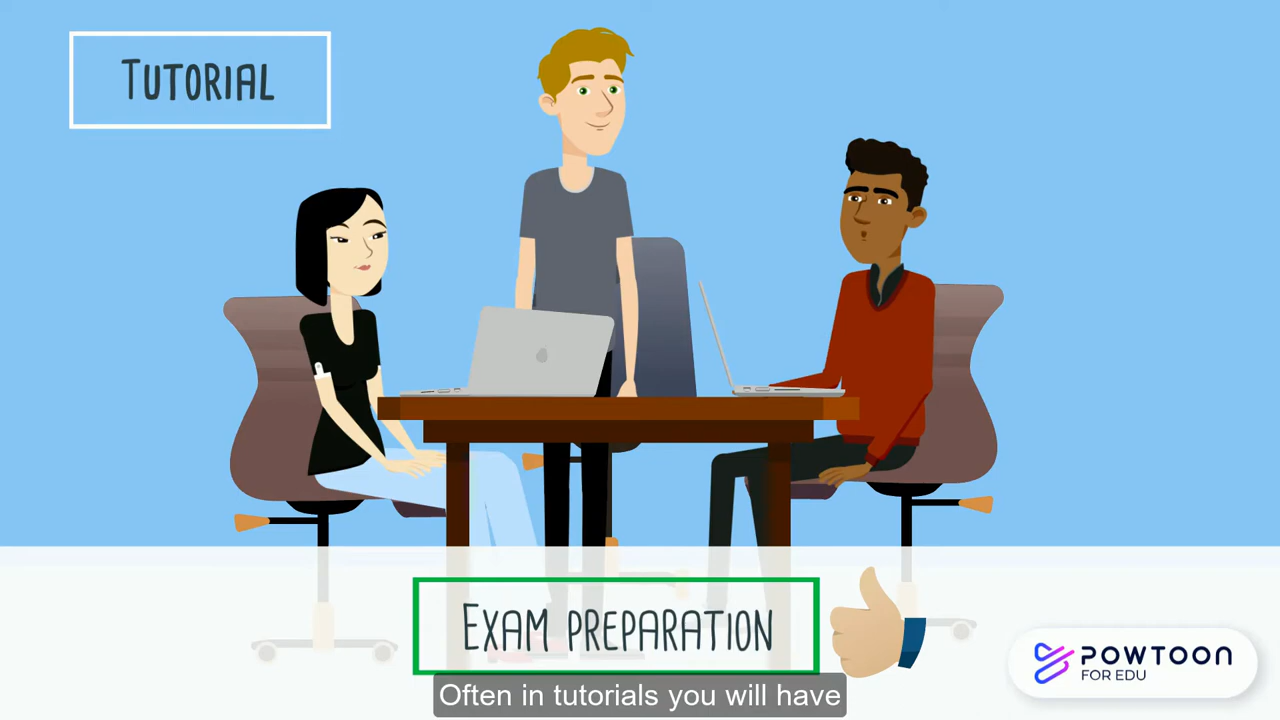 TUTORIAL
EXAM PREPARATION
Often in tutorials you will have
POWTOON
FOR EDU